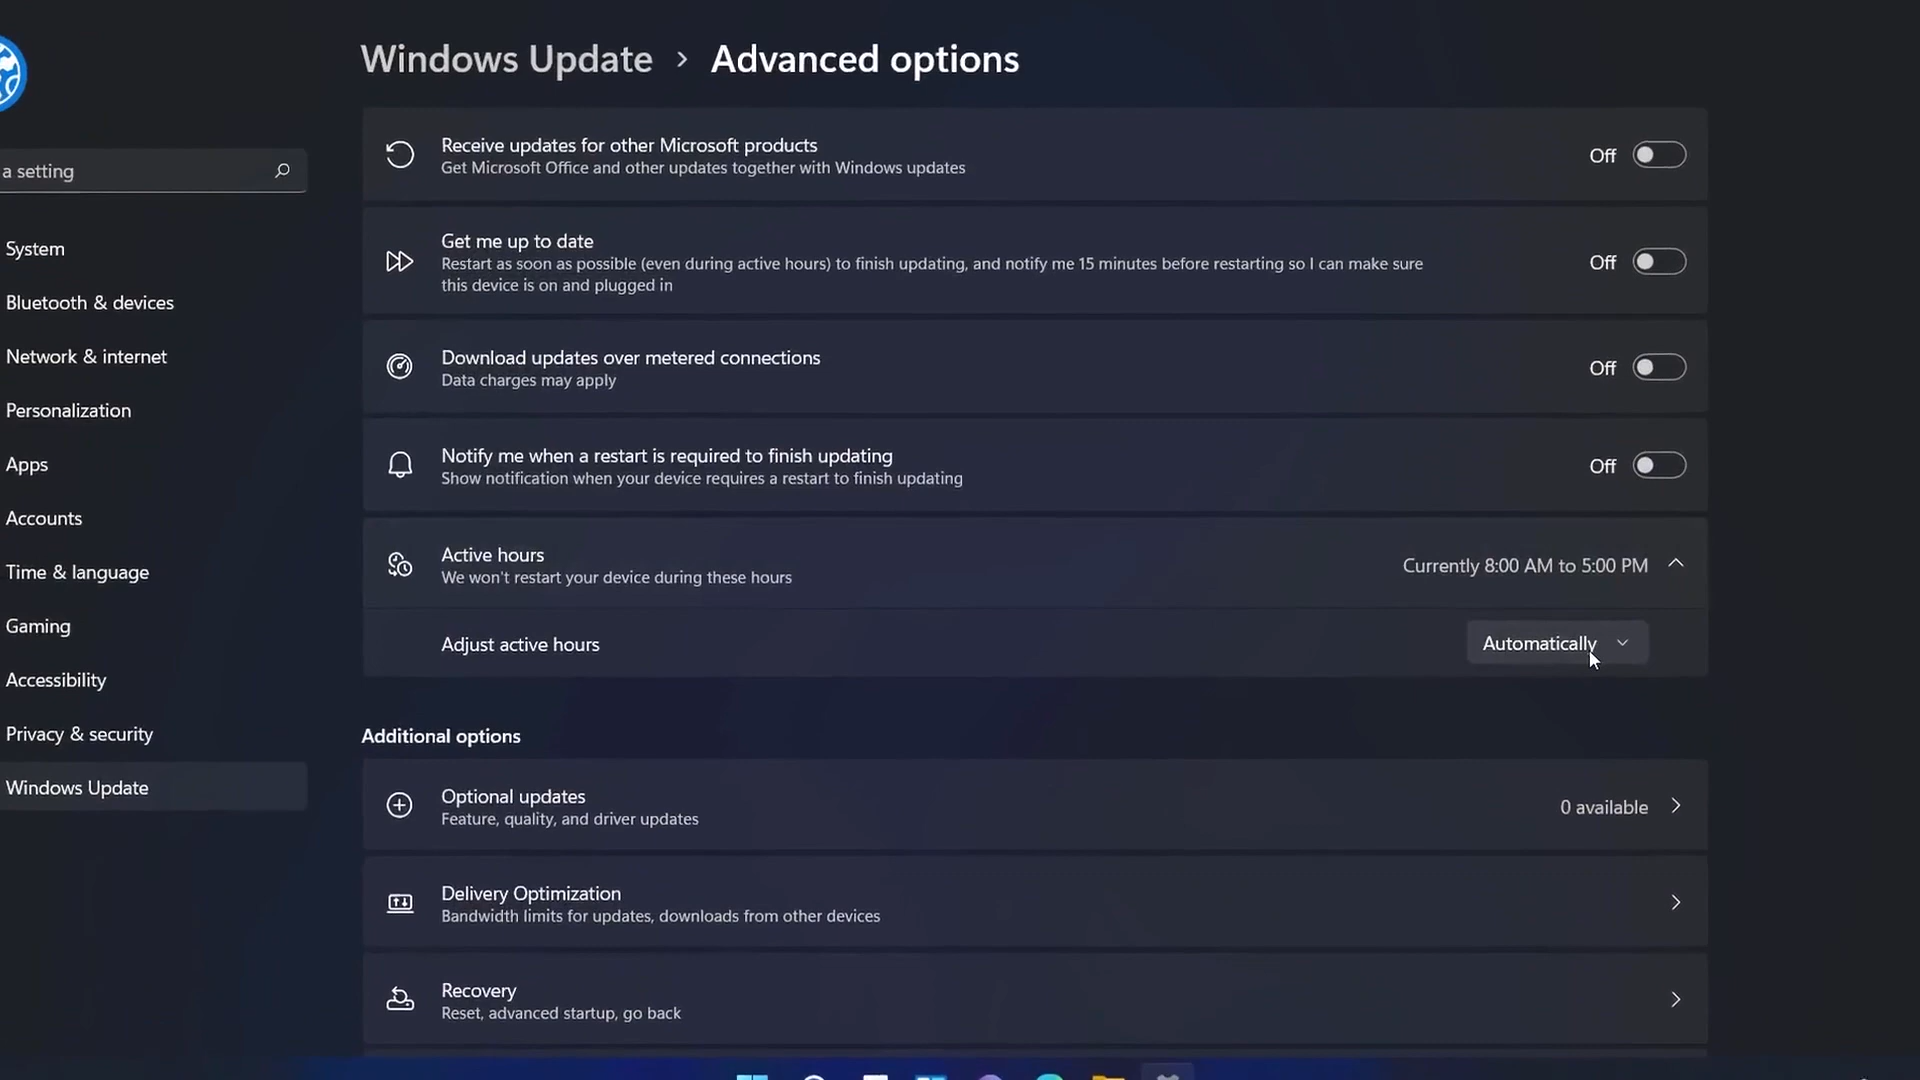 Windows Update > Advanced options
a setting
System
Bluetooth & devices
Network & internet
Personalization
Apps
Accounts
Time & language
Gaming
Accessibility
Privacy & security
Windows Update
Receive updates for other Microsoft products
Get Microsoft Office and other updates together with Windows updates
Off
Get me up to date
Restart as soon as possible (even during active hours) to finish updating, and notify me 15 minutes before restarting so I can make sure
this device is on and plugged in
Off
Download updates over metered connections
Data charges may apply
Off
Notify me when a restart is required to finish updating
Show notification when your device requires a restart to finish updating
Off
Active hours
We won't restart your device during these hours
Currently 8:00 AM to 5:00 PM
Adjust active hours
Automatically
Additional options
Optional updates
Feature, quality, and driver updates
0 available
Delivery Optimization
Bandwidth limits for updates, downloads from other devices
Recovery
Reset, advanced startup, go back